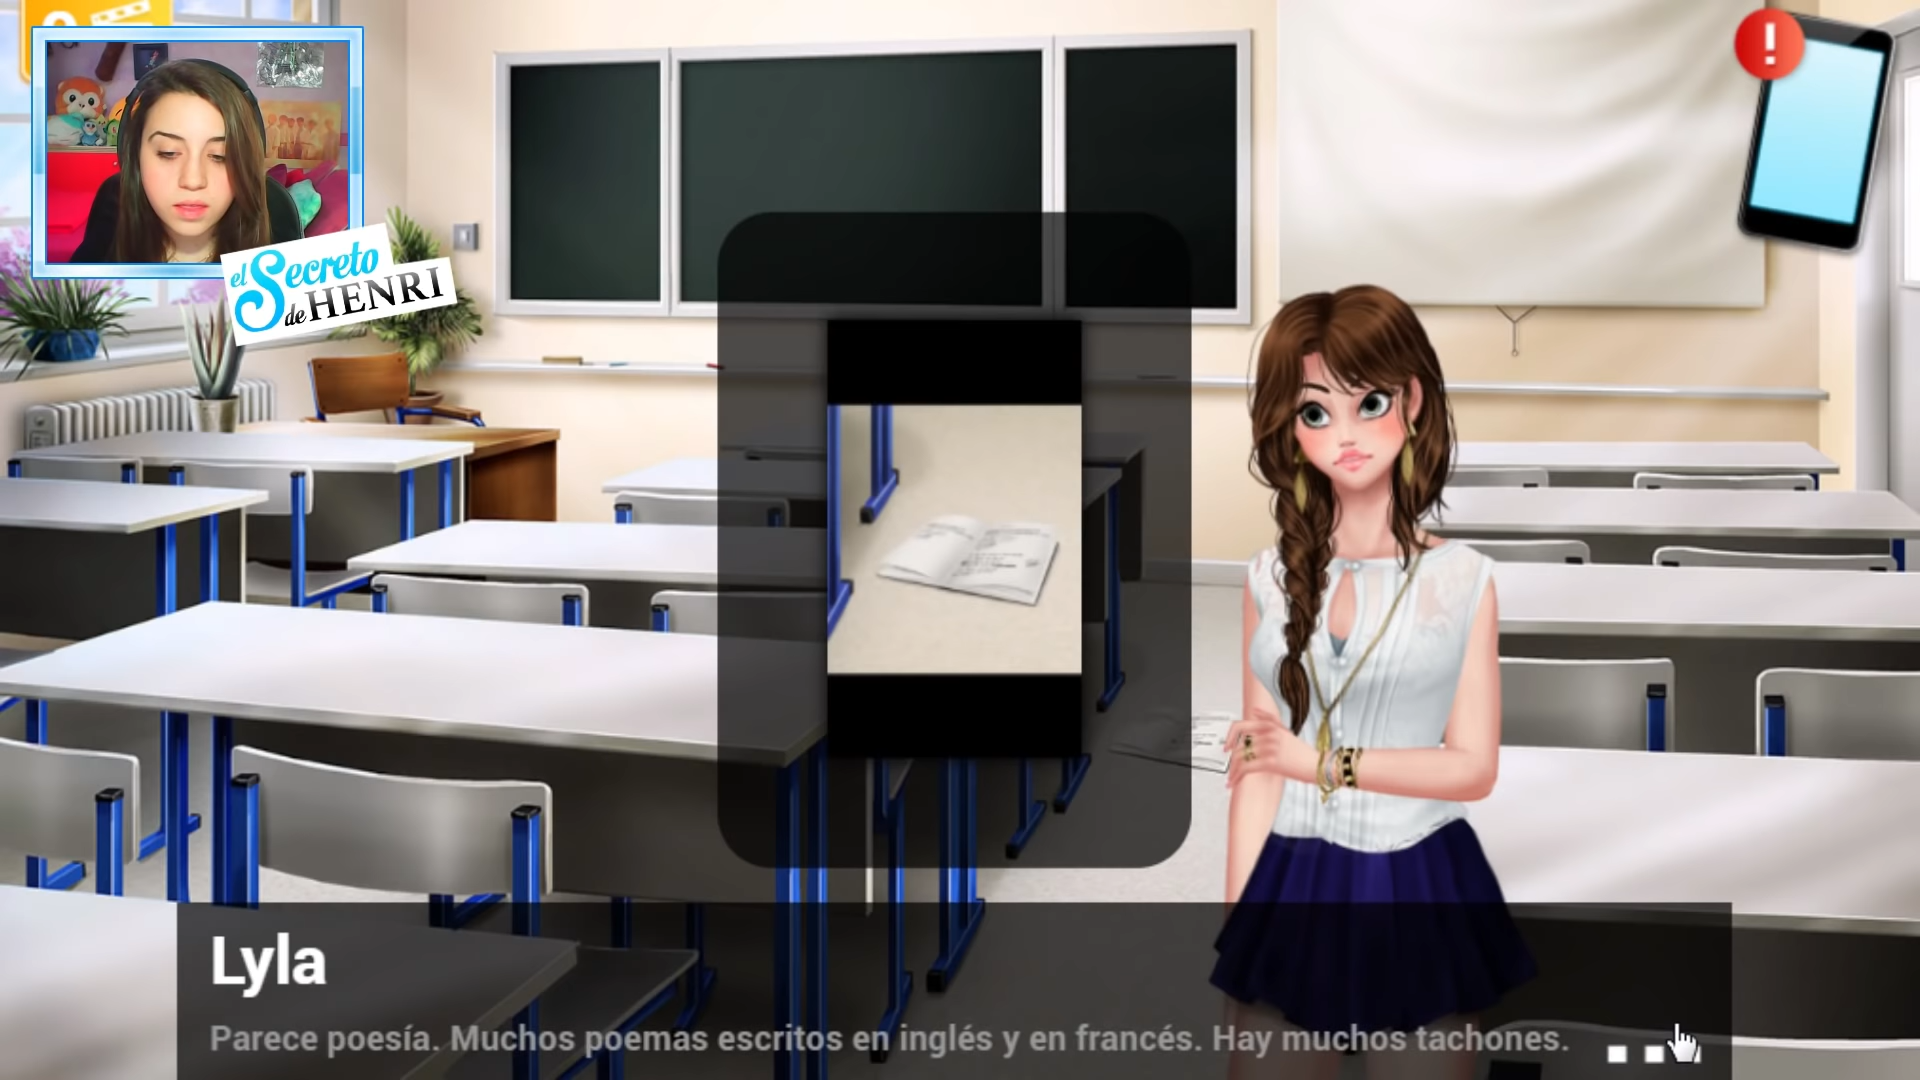 el Secreto
de HENRI
Lyla
Parece poesía. Muchos poemas escritos en inglés y en francés. Hay muchos tachones.